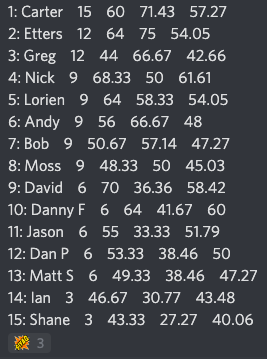 1: Carter 15 60 71.43 57.27
2: Etters 12 64 75 54.05
3: Greg 12 44 66.67 42.66
4: Nick 9 68.33 50 61.61
5: Lorien 9 64 58.33 54.05
6: Andy 9 56 66.67 48
7: Bob 9 50.67 57.14 47.27
8: Moss 9 48.33 50 45.03
9: David 6 70 36.36 58.42
10: Danny F 6 64 41.67 60
11: Jason 6 55 33.33 51.79
12: Dan P 6 53.33 38.46 50
13: Matt S 6 49.33 38.46 47.27
14: Ian 3 46.67 30.77 43.48
15: Shane 3 43.33 27.27 40.06
3